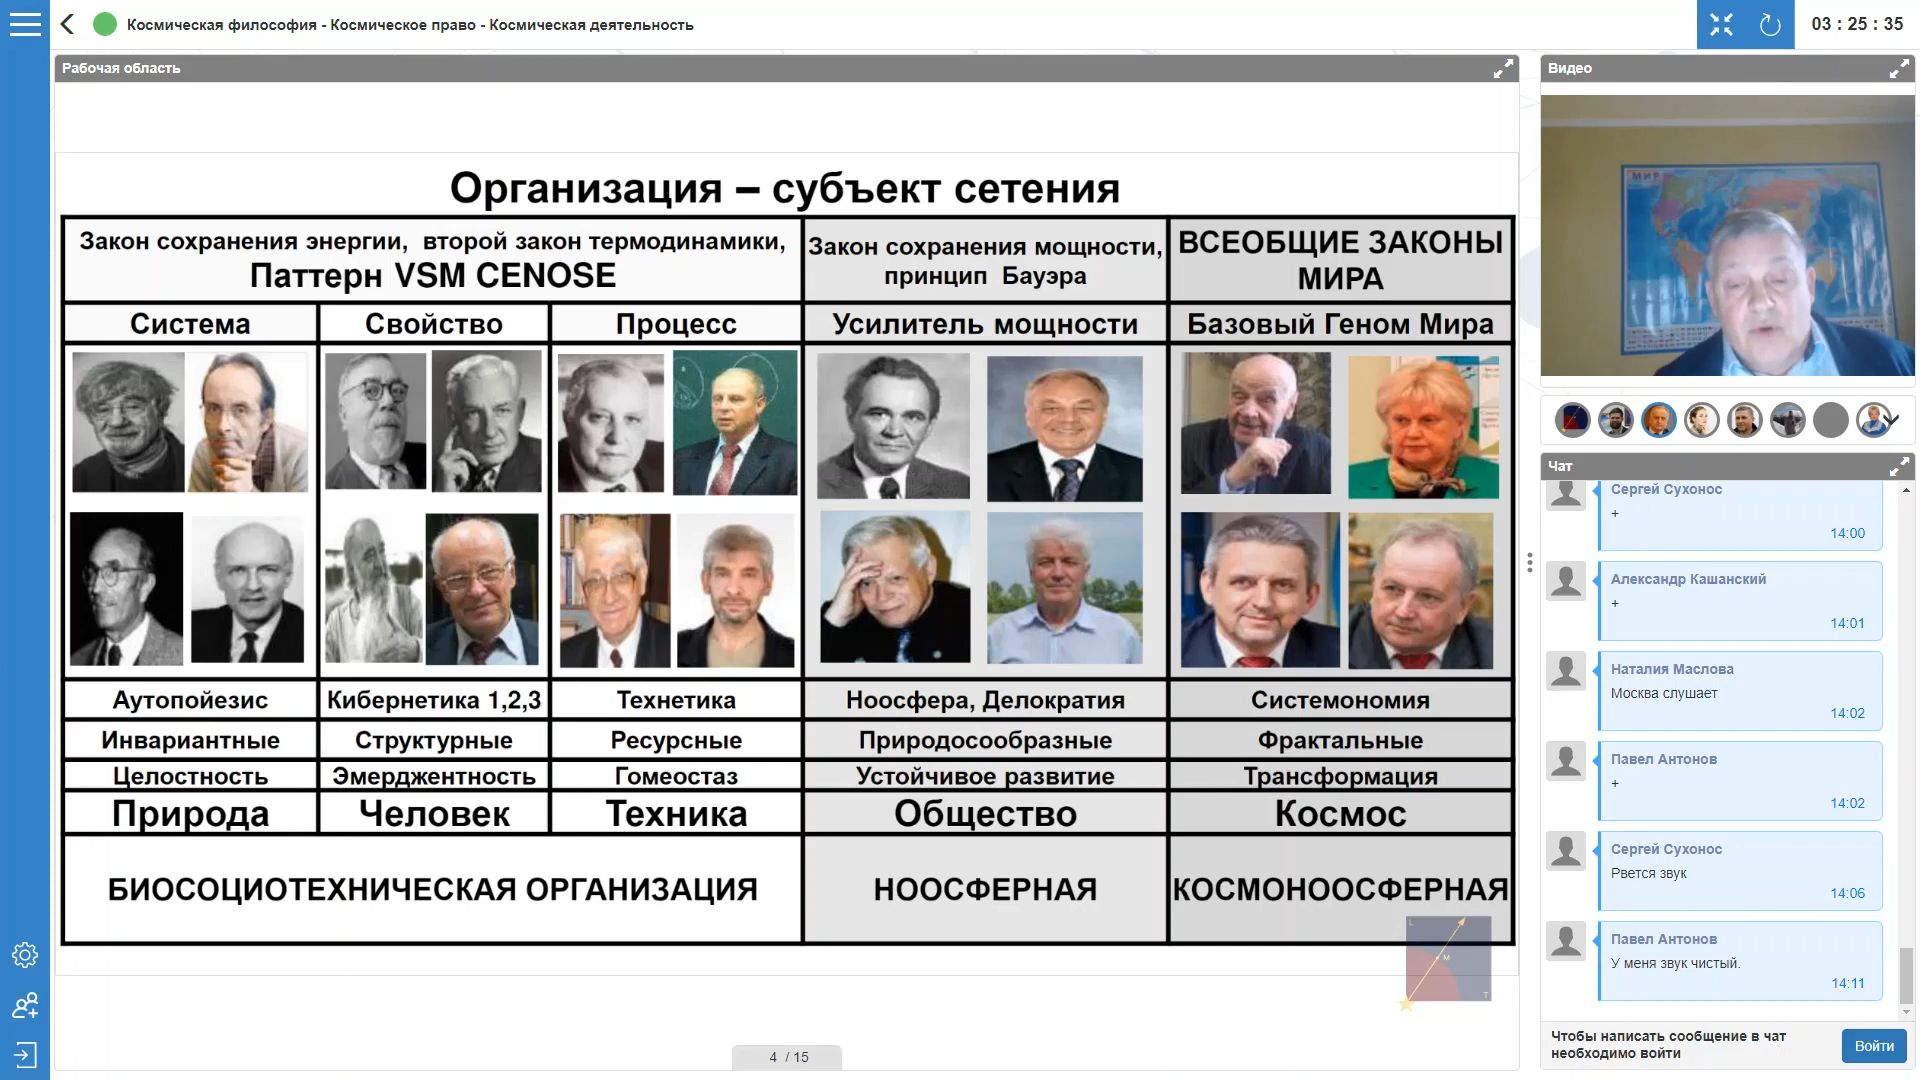 Космическая философия - Космическое право - Космическая деятельность
03 : 25 : 35
Рабочая область
Организация – субъект сетения
Закон сохранения энергии, второй закон термодинамики,
Паттерн VSM CENOSE
Закон сохранения мощности,
принцип Бауэра
ВСЕОБЩИЕ ЗАКОНЫ
МИРА
Система
Свойство
Процесс
Усилитель мощности
Базовый Геном Мира
Аутопойезис
Кибернетика 1,2,3
Технетика
Ноосфера, Делократия
Системономия
Инвариантные
Структурные
Ресурсные
Природосообразные
Фрактальные
Целостность
Эмерджентность
Гомеостаз
Устойчивое развитие
Трансформация
Природа
Человек
Техника
Общество
Космос
БИОСОЦИОТЕХНИЧЕСКАЯ ОРГАНИЗАЦИЯ
НООСФЕРНАЯ
КОСМОНООСФЕРНАЯ
L
M
T
4 / 15
Видео
МИР
Чат
Сергей Сухонос
+
14:00
Александр Кашанский
+
14:01
Наталия Маслова
Москва слушает
14:02
Павел Антонов
+
14:02
Сергей Сухонос
Рвется звук
14:06
Павел Антонов
У меня звук чистый.
14:11
Чтобы написать сообщение в чат
необходимо войти
Войти